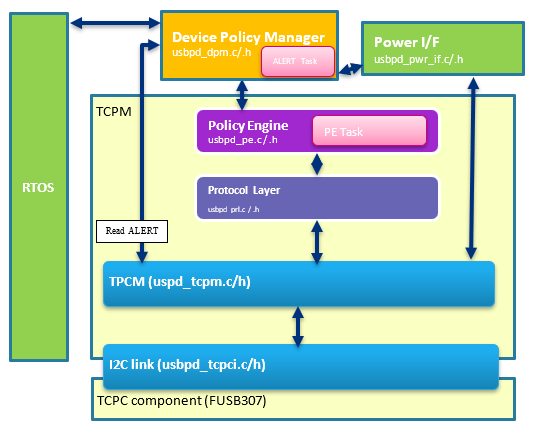 Device Policy Manager
usbpd_dpm.c/.h
ALERT Task
Power I/F
usbpd_pwr_if.c/.h
TCPM
Policy Engine
usbpd_pe.c/.h
PE Task
RTOS
Protocol Layer
usbpd_prl.c /.h
Read ALERT
TPCM (uspd_tcpm.c/h)
I2C link (usbpd_tcpci.c/h)
TCPC component (FUSB307)